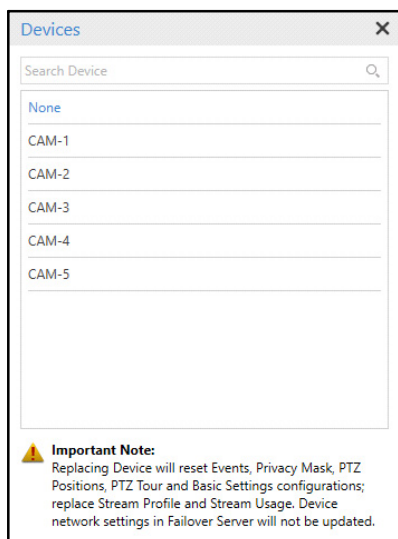 Devices
Search Device
None
CAM-1
CAM-2
CAM-3
CAM-4
CAM-5
Important Note:
Replacing Device will reset Events, Privacy Mask, PTZ
Positions, PTZ Tour and Basic Settings configurations;
replace Stream Profile and Stream Usage. Device
network settings in Failover Server will not be updated.